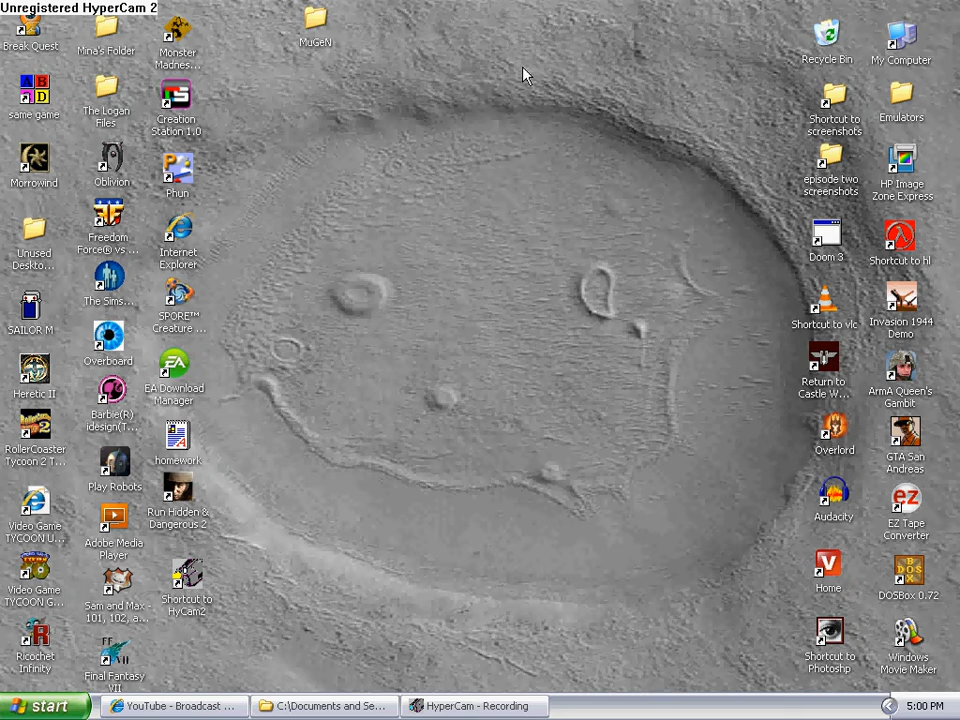 Unregistered HyperCam 2
Break Quest
Mina's Folder
Monster
Madnes...
MuGeN
Recycle Bin
My Computer
same game
The Logan
Files
Creation
Station 1.0
Shortcut to
screenshots
Emulators
Morrowind
Oblivion
Phun
episode two
screenshots
HP Image
Zone Express
Unused
Deskto...
Freedom
Force® vs....
Internet
Explorer
Doom 3
Shortcut to hl
SAILOR M
The Sims...
SPORE™
Creature ...
Shortcut to vlc
Invasion 1944
Demo
Heretic II
Overboard
EA
EA Download
Manager
Return to
Castle W...
ArmA Queen's
Gambit
RollerCoaster
Tycoon 2 T...
Barbie(R)
idesign(T...
homework
Overlord
GTA San
Andreas
Video Game
TYCOON U...
Play Robots
Run Hidden &
Dangerous 2
Audacity
EZ
EZ Tape
Converter
Video Game
TYCOON G...
Adobe Media
Player
Shortcut to
HyCam2
Home
DOSBox 0.72
Ricochet
Infinity
Sam and Max -
101, 102, a...
Final Fantasy
VII
Shortcut to
Photoshp
Windows
Movie Maker
start
YouTube - Broadcast ...
C:\Documents and Se...
HyperCam - Recording
5:00 PM